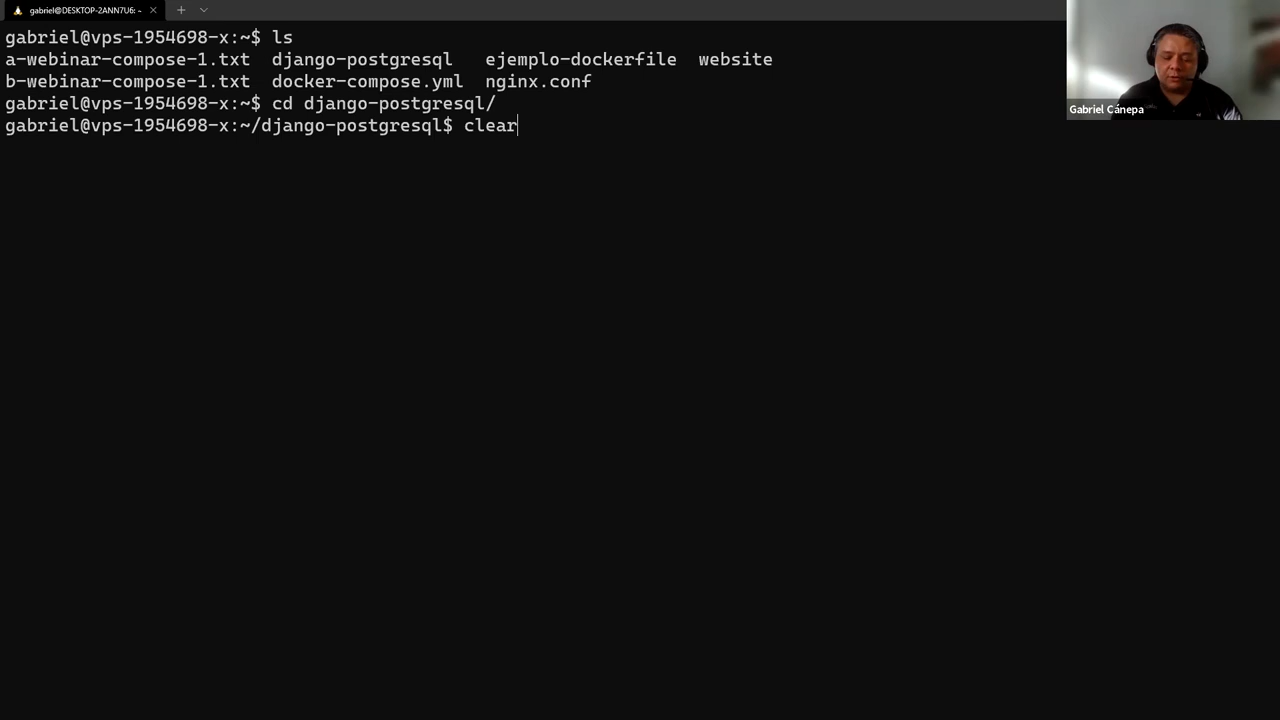 gabriel@DESKTOP-2ANN7U6: ~
gabriel@vps-1954698-x:~$ ls
a-webinar-compose-1.txt  django-postgresql   ejemplo-dockerfile  website
b-webinar-compose-1.txt  docker-compose.yml  nginx.conf
gabriel@vps-1954698-x:~$ cd django-postgresql/
gabriel@vps-1954698-x:~/django-postgresql$ clear
Gabriel Cánepa